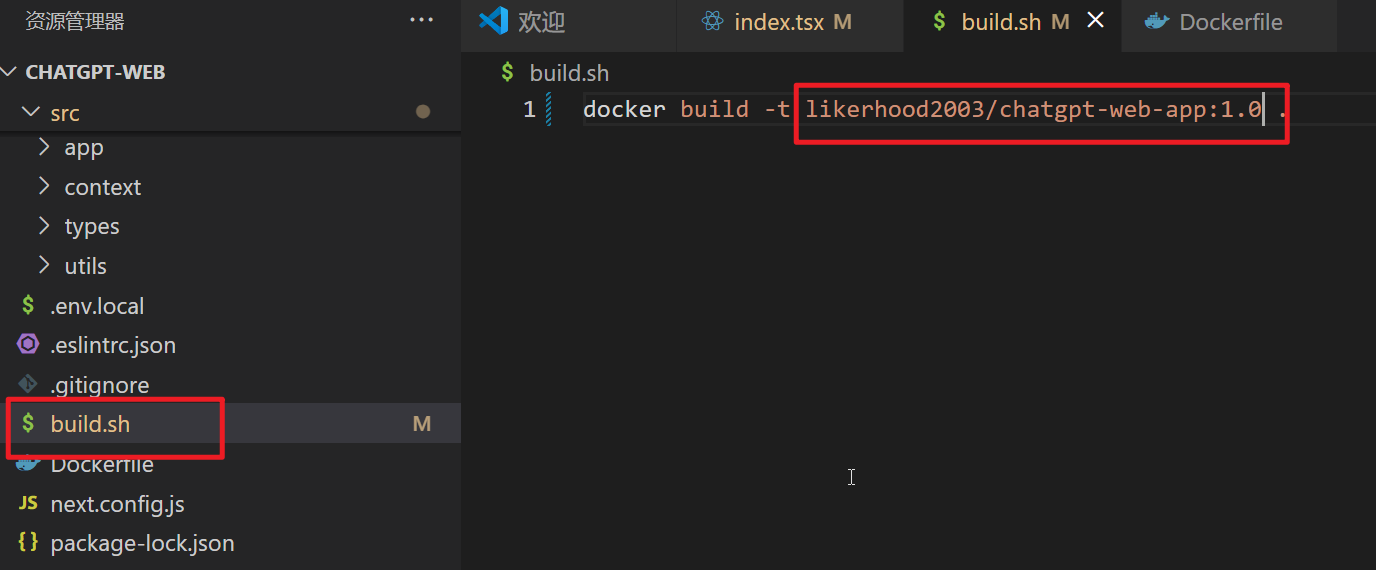 资源管理器 ...
CHATGPT-WEB
src
app
context
types
utils
$ .env.local
.eslintrc.json
.gitignore
$ build.sh M
Dockerfile
JS next.config.js
{} package-lock.json
欢迎 index.tsx M $ build.sh M Dockerfile
$ build.sh
1 docker build -t likerhood2003/chatgpt-web-app:1.0 .